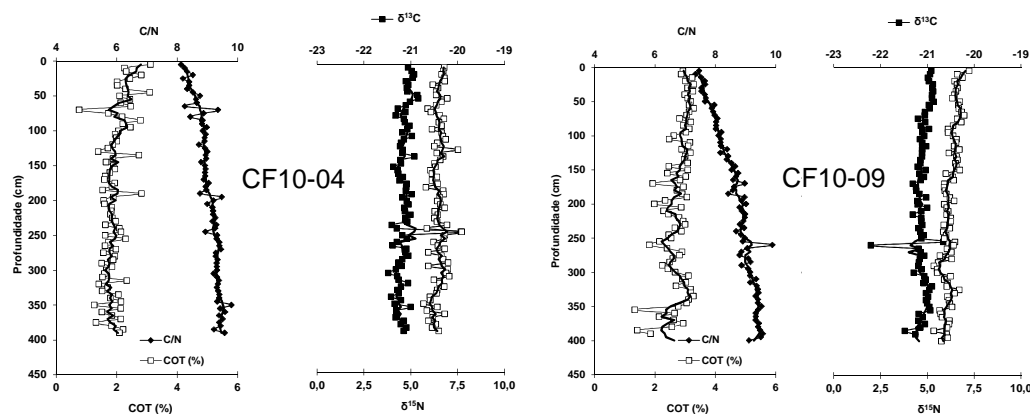 C/N
4 6 8 10
δ¹³C
-23 -22 -21 -20 -19
C/N
4 6 8 10
δ¹³C
-23 -22 -21 -20 -19
Profundidade (cm)
0
50
100
150
200
250
300
350
400
450
CF10-04
C/N
COT (%)
0 2 4 6
COT (%)
0,0 2,5 5,0 7,5 10,0
δ¹⁵N
Profundidade (cm)
0
50
100
150
200
250
300
350
400
450
CF10-09
C/N
COT (%)
0 2 4 6
COT (%)
0,0 2,5 5,0 7,5 10,0
δ¹⁵N